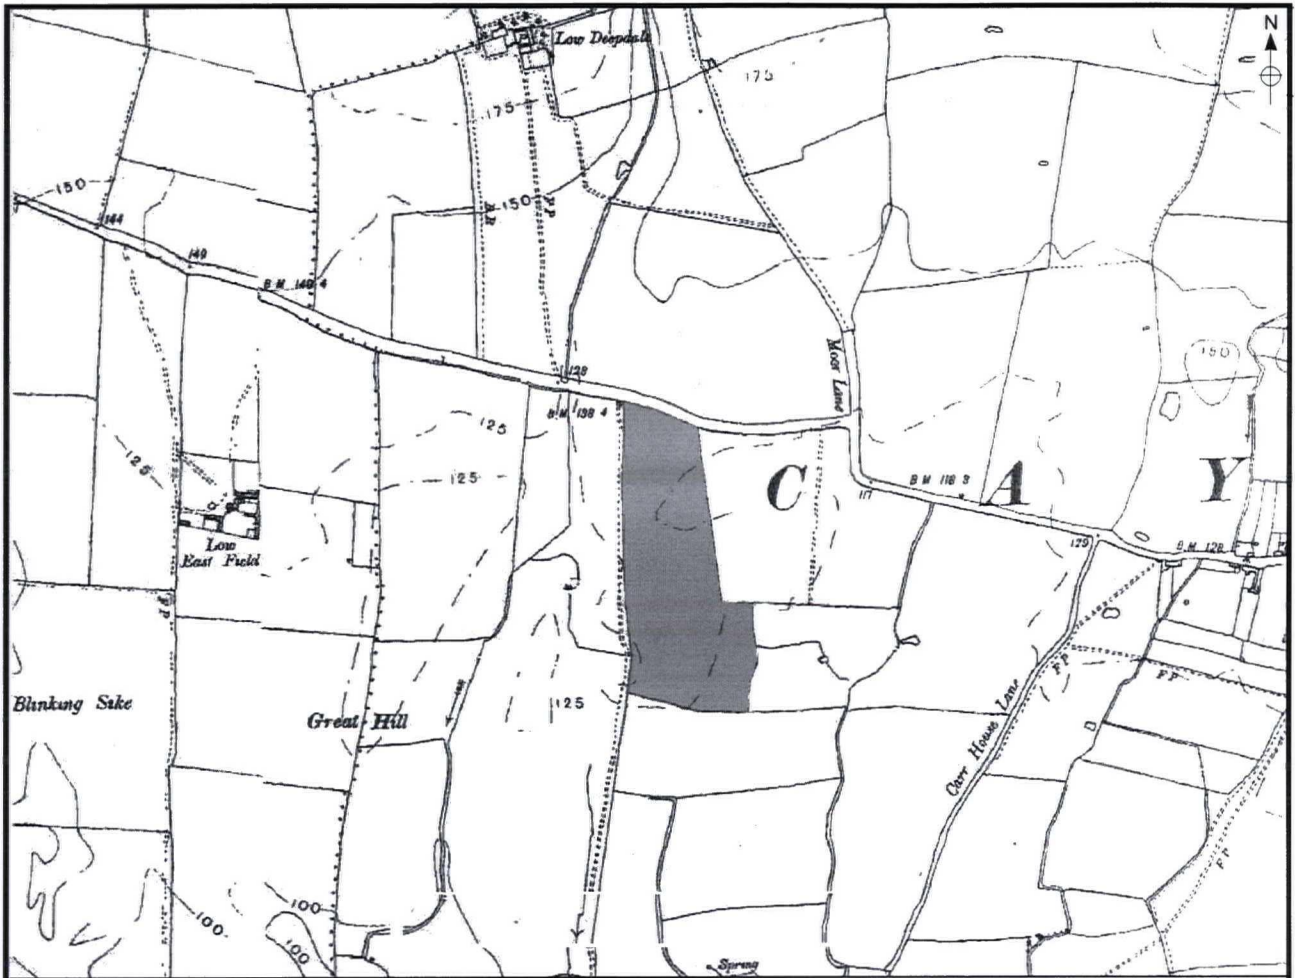 N
Low Deepdale
175
175
150
150
F P
144
149
B M 149 4
128
B M 138 4
Moor Lane
150
125
125
125
C A Y
B M 118 3
117
129
B M 128
Low
East Field
F P
F P
Blinking Sike
Great Hill
125
Carr House Lane
F P
100
100
100
Spring